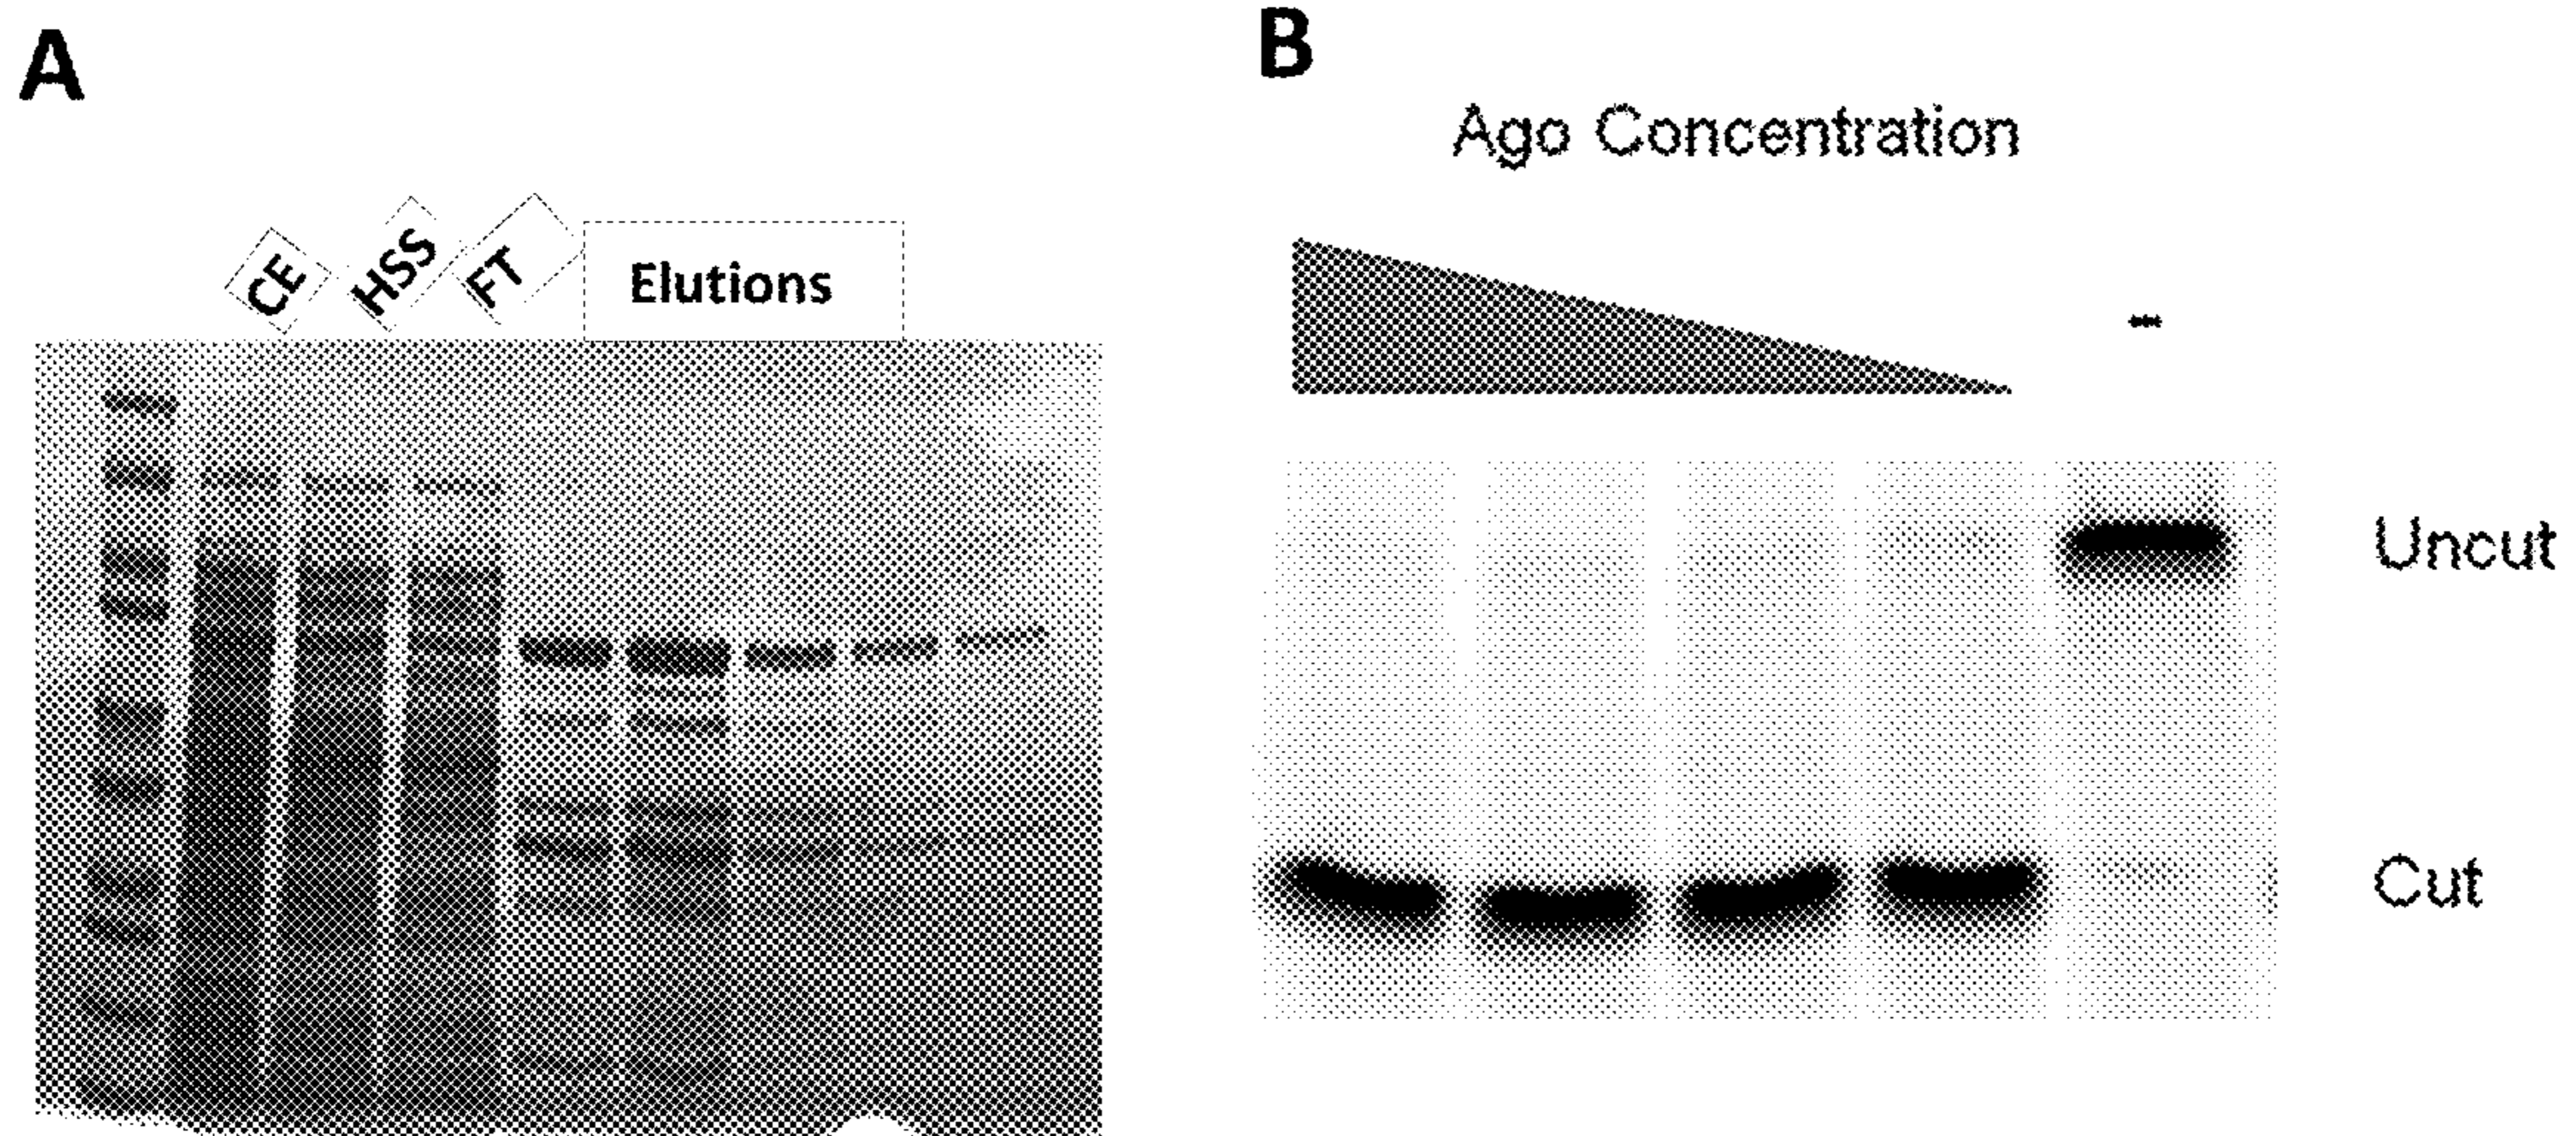 A
CE
HSS
FT
Elutions
B
Ago Concentration
-
Uncut
Cut